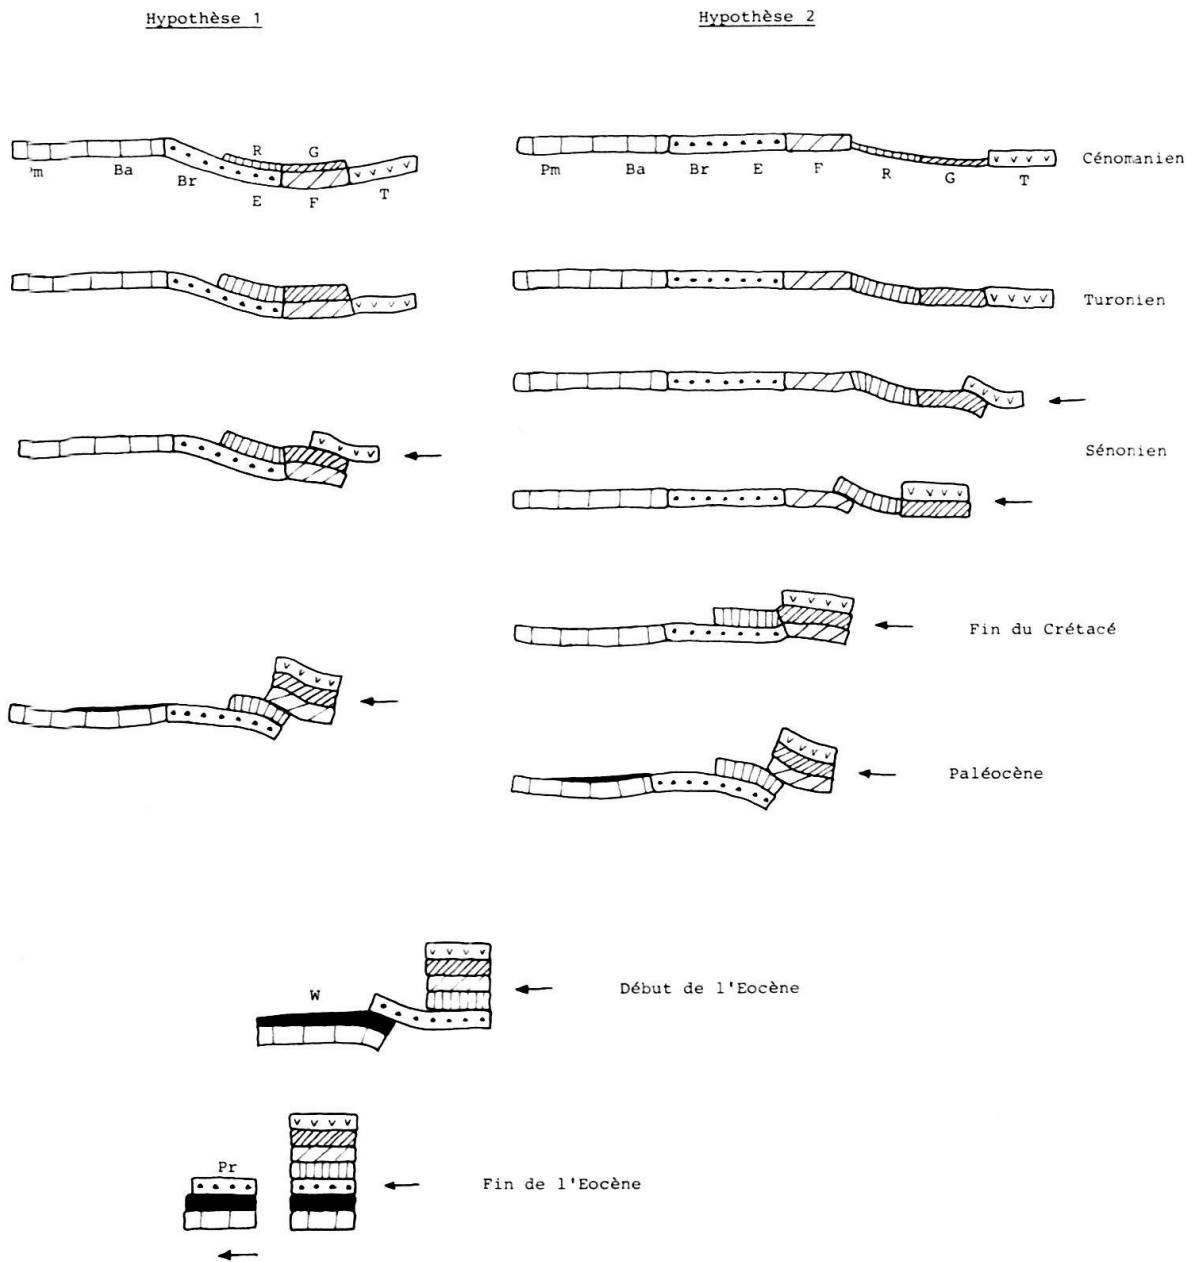 Hypothèse 1
Hypothèse 2
R G
'm Ba Br E F T
Pm Ba Br E F R G T
Cénomanien
Turonien
Sénonien
Fin du Crétacé
Paléocène
W
Début de l'Eocène
Pr
Fin de l'Eocène